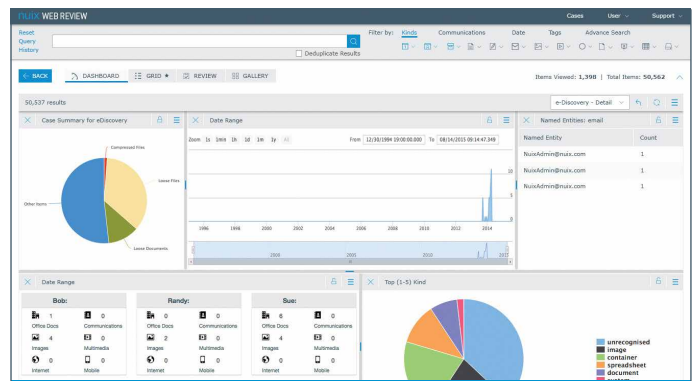 nuix WEB REVIEW
Cases User Support
Reset
Query
History
Deduplicate Results
Filter by: Kinds Communications Date Tags Advance Search
BACK DASHBOARD GRID REVIEW GALLERY
Items Viewed: 1,398 | Total Items: 50,562
50,537 results
e-Discovery - Detail
Case Summary for eDiscovery
Compressed Files
Loose Files
Other Items
Loose Documents
Date Range
Zoom 1s 1min 1h 1d 1m 1y All
From 12/30/1994 19:00:00.000 To 08/14/2015 09:14:47.349
10
5
0
1996 1998 2000 2002 2004 2006 2008 2010 2012 2014
2000 2005 2010 2015
Named Entities: email
Named Entity Count
NuixAdmin@nuix.com 1
NuixAdmin@nuix.com 1
NuixAdmin@nuix.com 1
Date Range
Bob:
1 0
Office Docs Communications
4 0
Images Multimedia
0 0
Internet Mobile
Randy:
0 0
Office Docs Communications
2 0
Images Multimedia
0 0
Internet Mobile
Sue:
6 0
Office Docs Communications
4 0
Images Multimedia
0 0
Internet Mobile
Top (1-5) Kind
unrecognised
image
container
spreadsheet
document
system